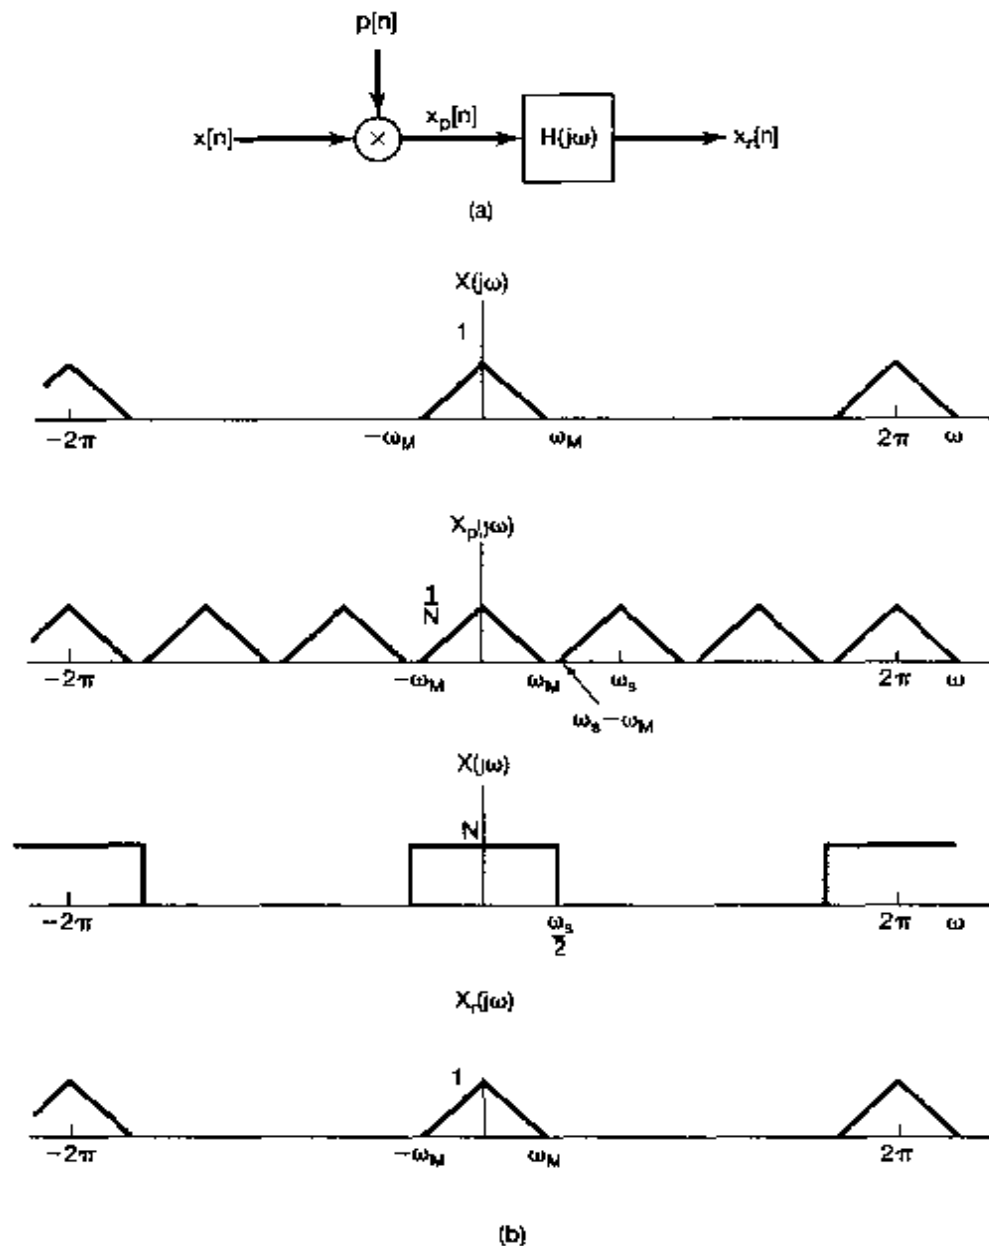 p[n]
x[n] × x_p[n] H(jω) x_r[n]
(a)
X(jω)
1
−2π −ω_M ω_M 2π ω
X_p(jω)
1/N
−2π −ω_M ω_M ω_s 2π ω
ω_s−ω_M
X(jω)
N
−2π ω_s/2 2π ω
X_r(jω)
1
−2π −ω_M ω_M 2π
(b)